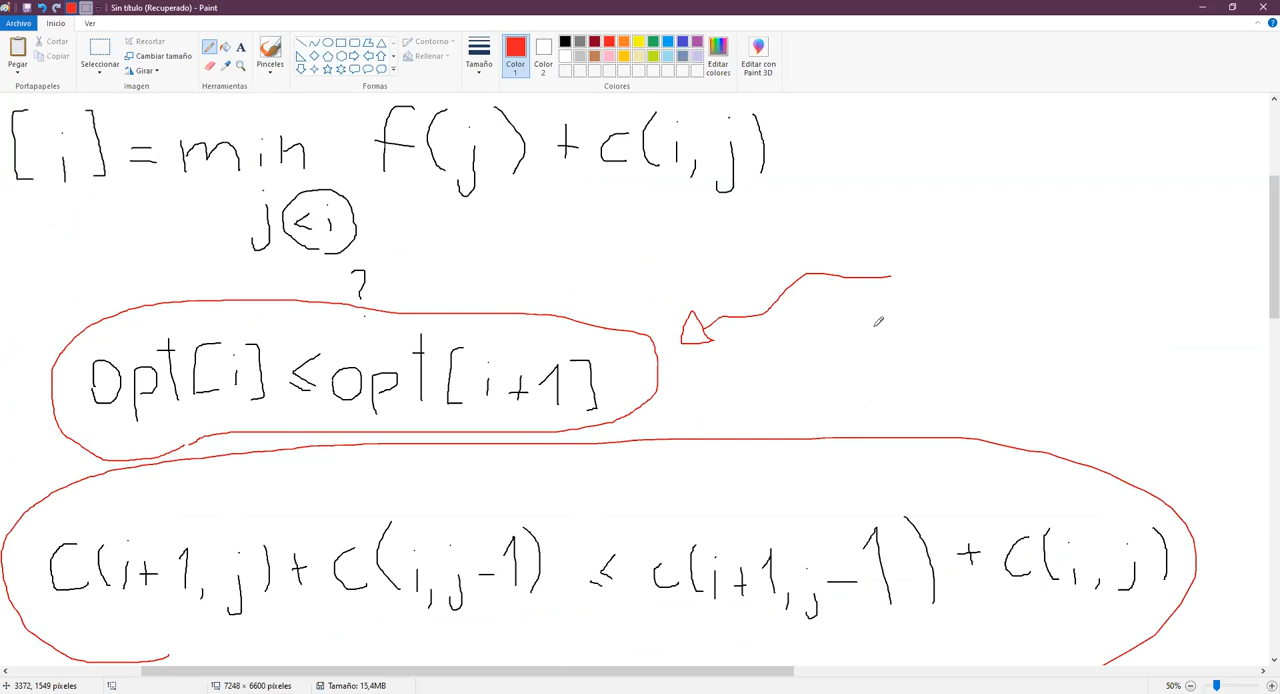 Sin título (Recuperado) - Paint
Archivo Inicio Ver
Pegar
Cortar
Copiar
Portapapeles
Seleccionar
Recortar
Cambiar tamaño
Girar
Imagen
A
Herramientas
Pinceles
Contorno
Rellenar
Formas
Tamaño
Color 1
Color 2
Editar colores
Colores
Editar con Paint 3D
[i] = min f(j) + c(i, j)
j < i
?
Opt[i] ≤ opt[i+1]
C(i+1, j) + C(i, j-1) ≤ c(i+1, j-1) + C(i, j)
3372, 1549 píxeles 7248 × 6600 píxeles Tamaño: 15,4MB 50%